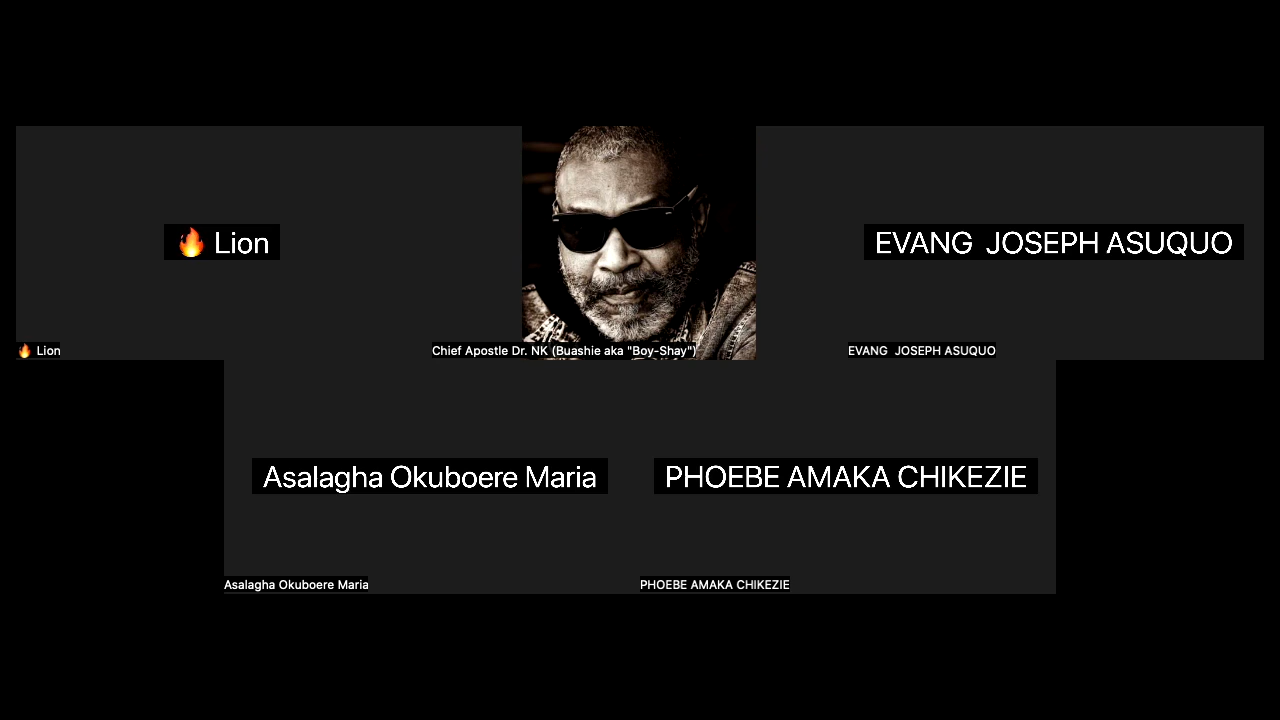 🔥 Lion
EVANG  JOSEPH ASUQUO
🔥 Lion
Chief Apostle Dr. NK (Buashie aka "Boy-Shay")
EVANG  JOSEPH ASUQUO
Asalagha Okuboere Maria
PHOEBE AMAKA CHIKEZIE
Asalagha Okuboere Maria
PHOEBE AMAKA CHIKEZIE